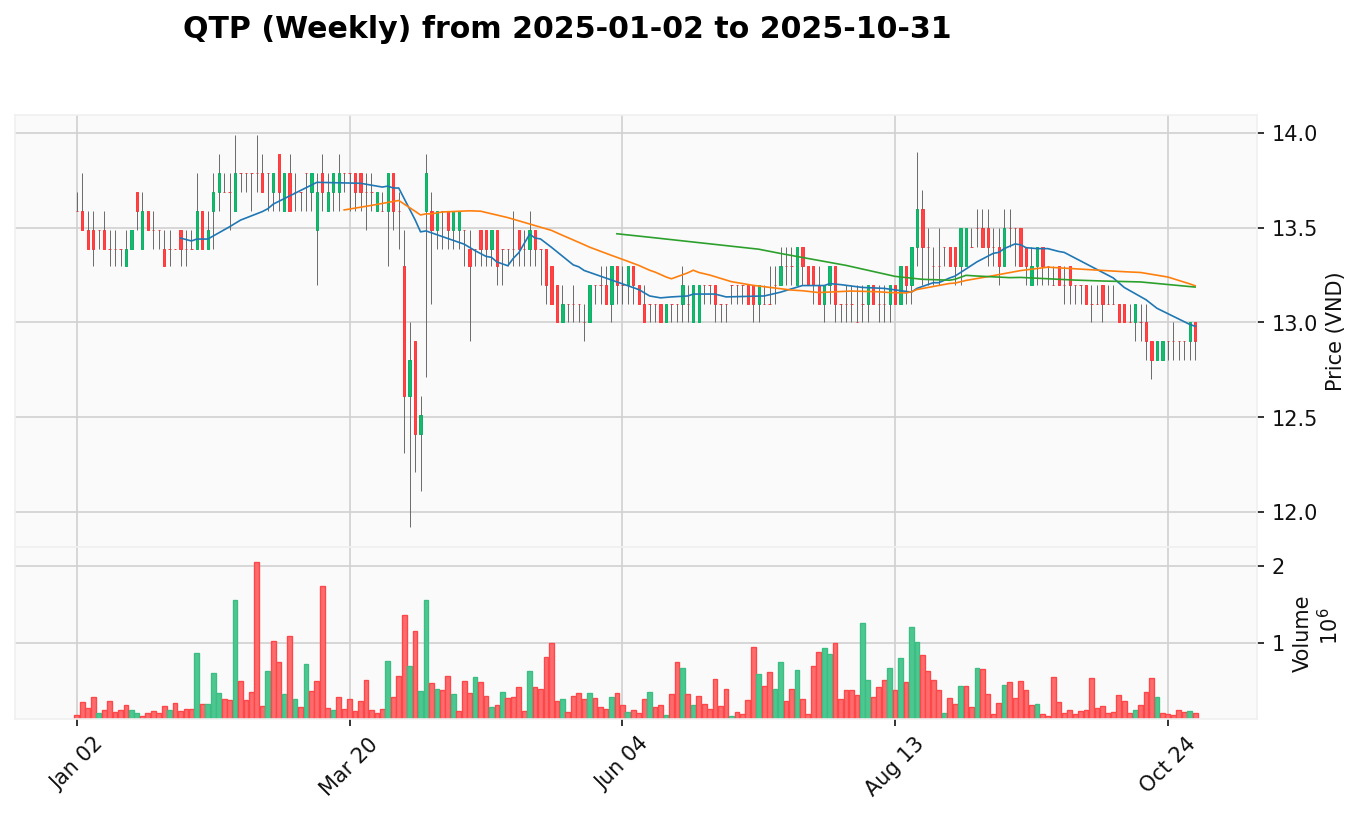 QTP (Weekly) from 2025-01-02 to 2025-10-31
14.0
13.5
13.0
12.5
12.0
Price (VND)
2
1
Volume
10⁶
Jan 02
Mar 20
Jun 04
Aug 13
Oct 24